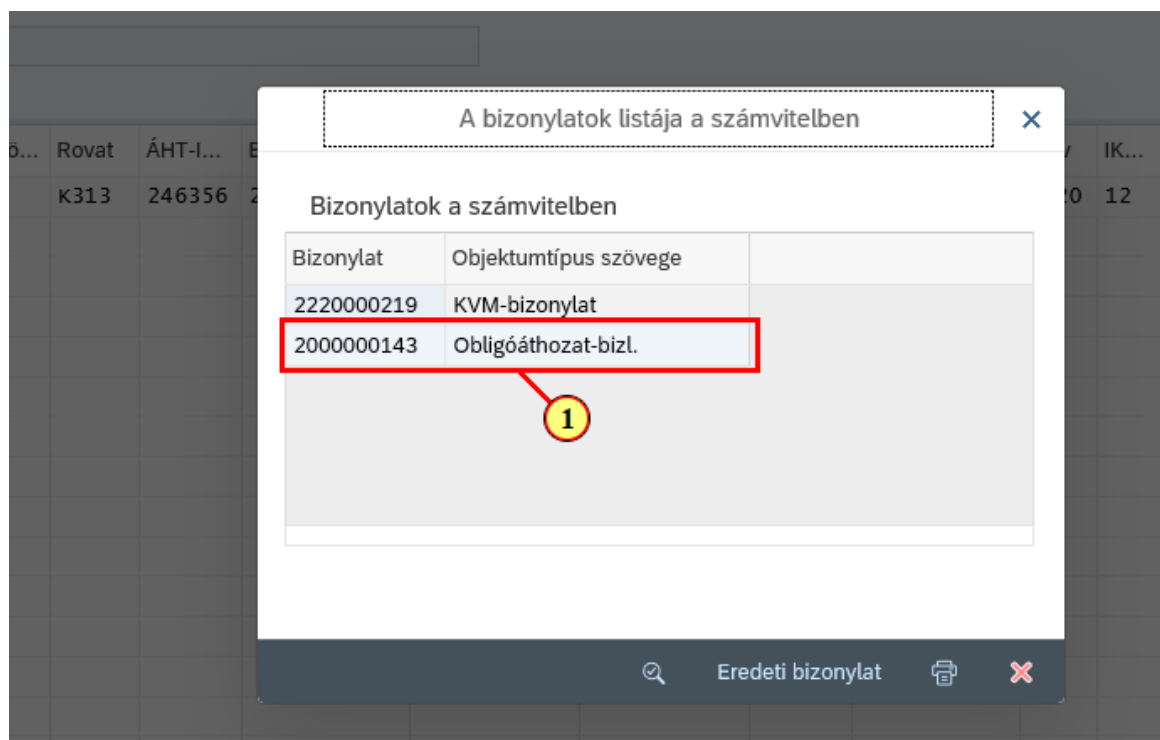 A bizonylatok listája a számvitelben
ö... Rovat ÁHT-I... IK...
K313 246356 12
Bizonylatok a számvitelben
Bizonylat Objektumtípus szövege
2220000219 KVM-bizonylat
2000000143 Obligóáthozat-bizl.
1
Eredeti bizonylat